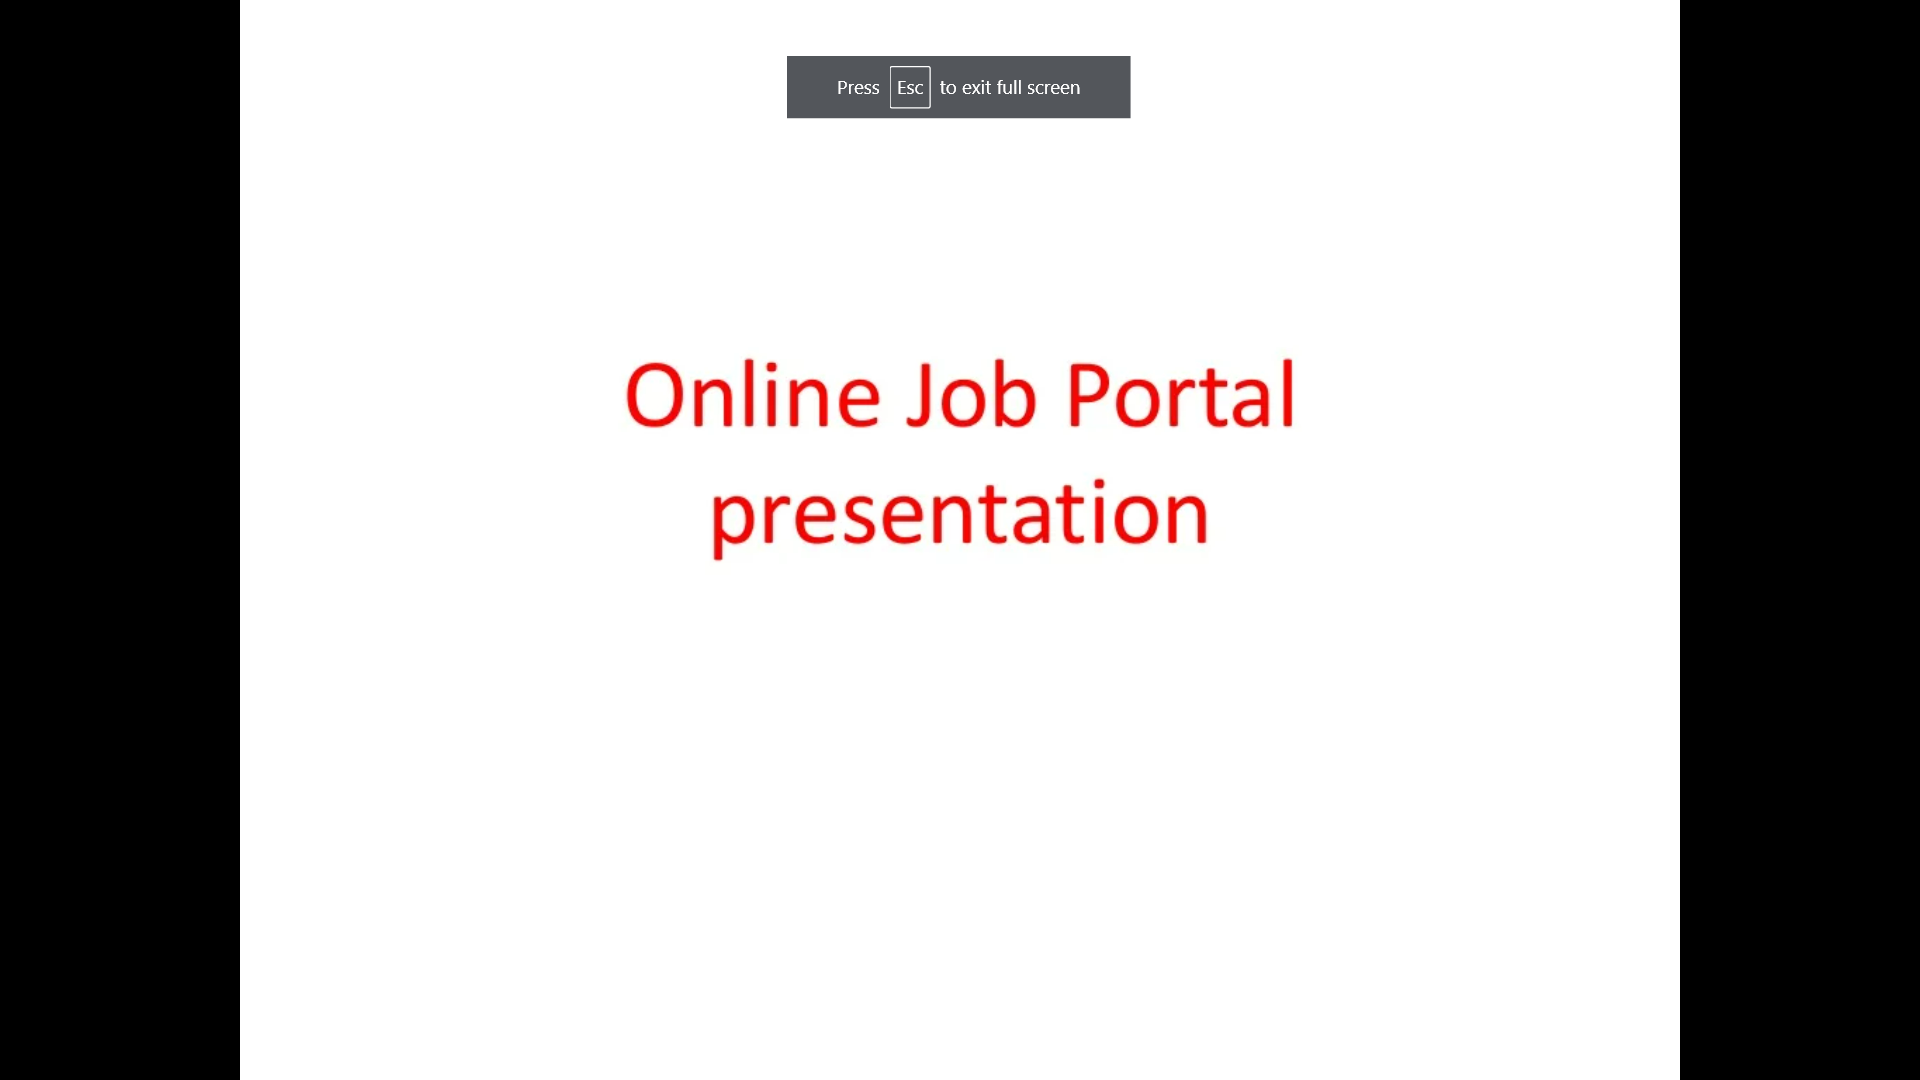 Press Esc to exit full screen
Online Job Portal
presentation